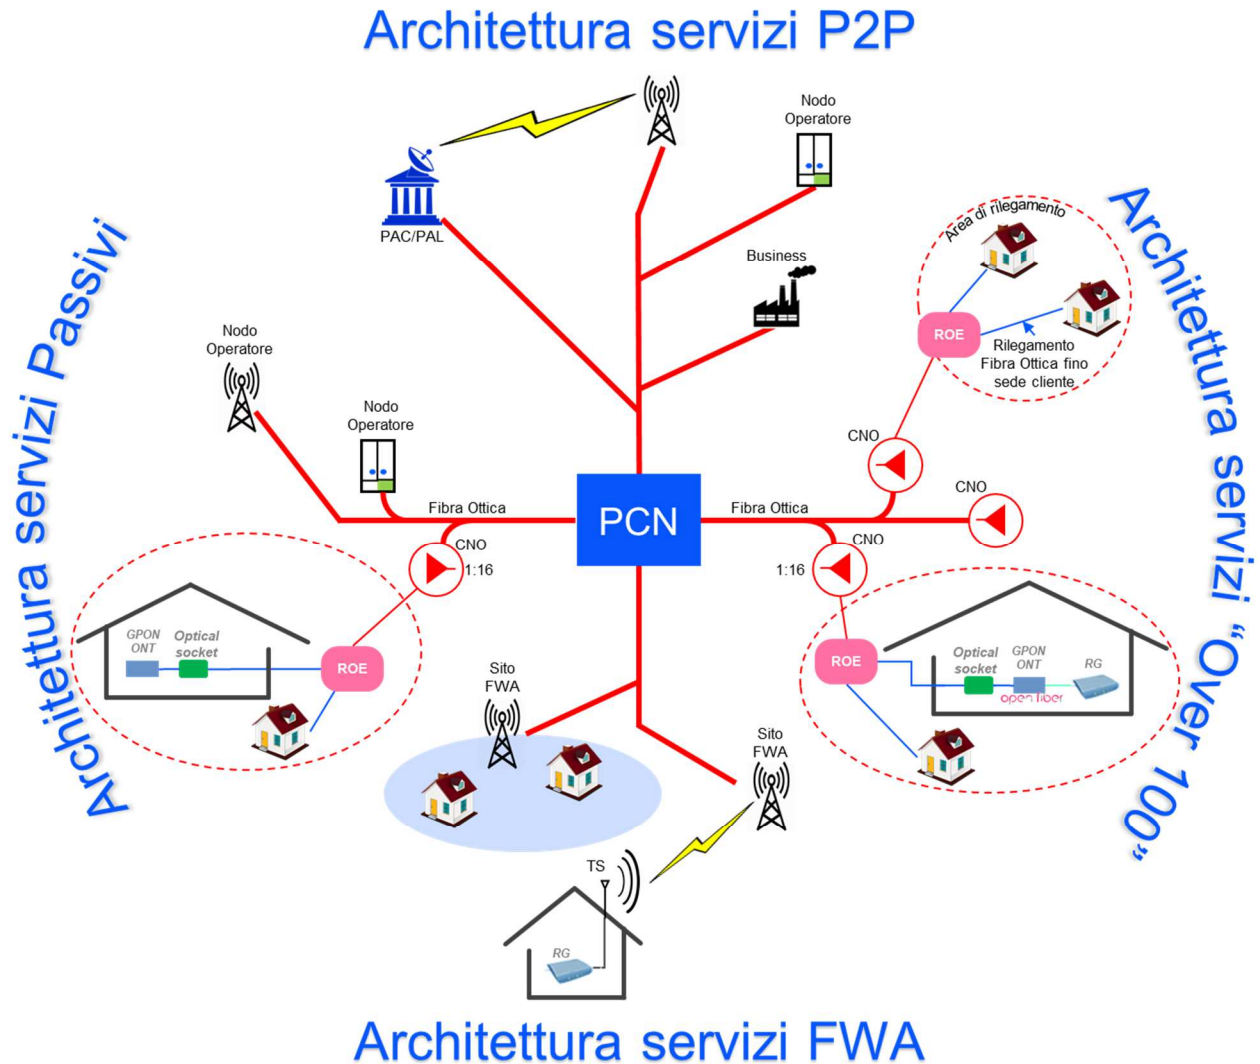 Architettura servizi P2P
Nodo
Operatore
PAC/PAL
Business
Area di rilegamento
ROE
Rilegamento
Fibra Ottica fino
sede cliente
Architettura servizi Passivi
Architettura servizi “Over 100”
Nodo
Operatore
Nodo
Operatore
CNO
CNO
Fibra Ottica
PCN
Fibra Ottica
CNO
1:16
CNO
1:16
GPON
ONT
Optical
socket
ROE
ROE
Optical
socket
GPON
ONT
RG
open fiber
Sito
FWA
Sito
FWA
TS
RG
Architettura servizi FWA